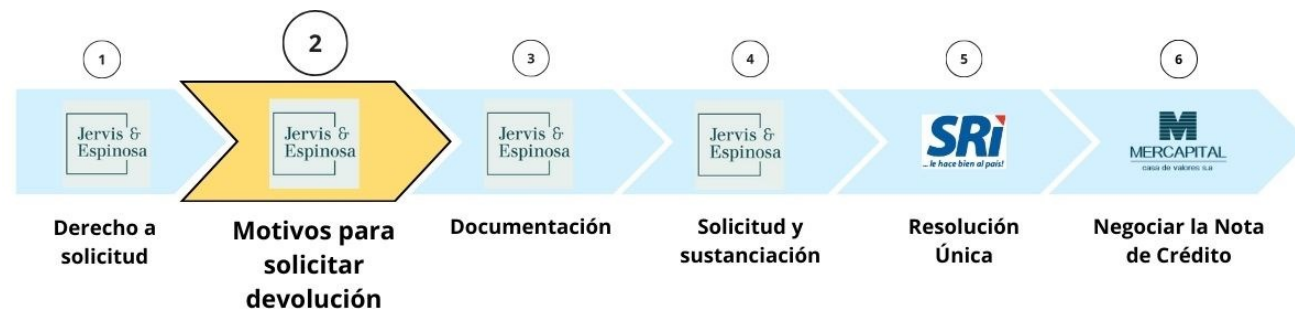 1
2
3
4
5
6
Jervis &
Espinosa
Jervis &
Espinosa
Jervis &
Espinosa
Jervis &
Espinosa
SRi
... le hace bien al país!
M
MERCAPITAL
casa de valores s.a
Derecho a
solicitud
Motivos para
solicitar
devolución
Documentación
Solicitud y
sustanciación
Resolución
Única
Negociar la Nota
de Crédito